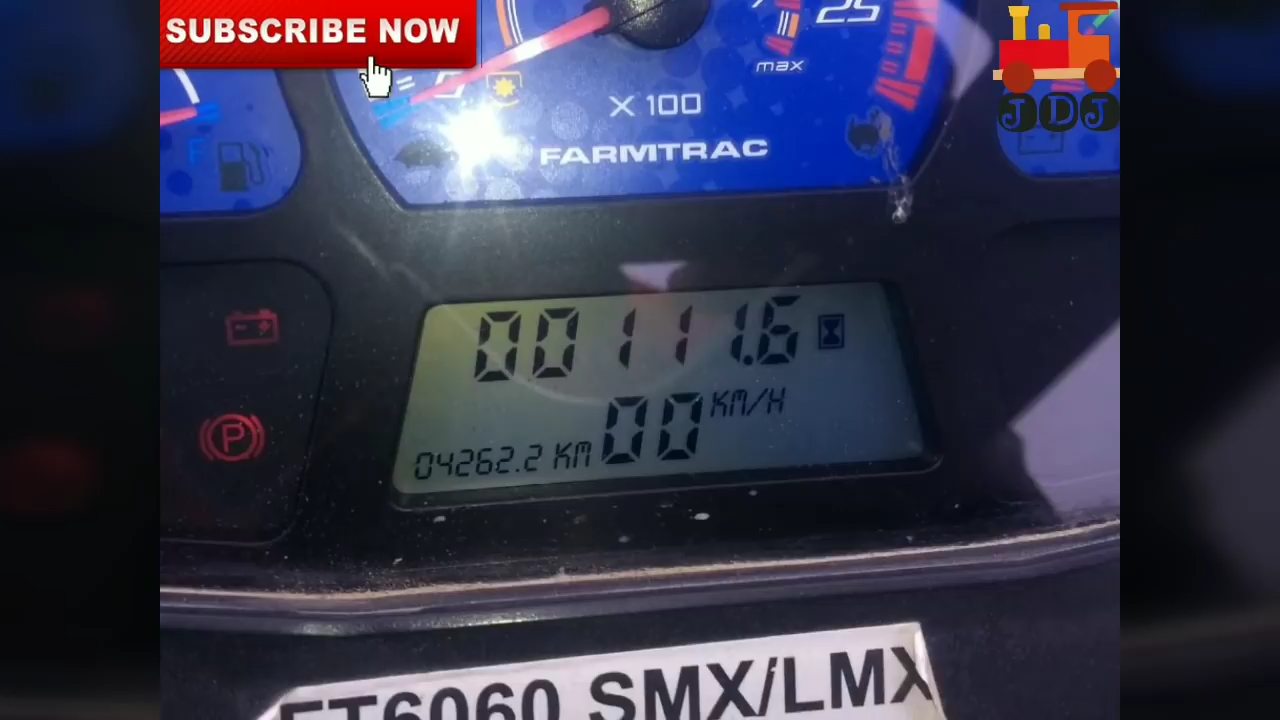 SUBSCRIBE NOW
25
max
X 100
F
FARMTRAC
JDJ
00111.6
00 KM/H
04262.2 KM
P
FT6060 SMX/LMX